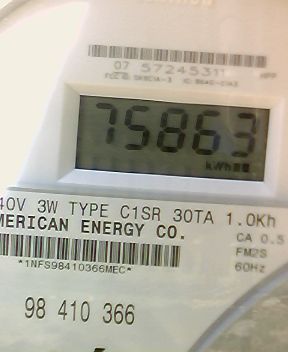 07 57245311
75863
kWh
40V 3W TYPE C1SR 30TA 1.0Kh
MERICAN ENERGY CO.
CA 0.5
FM2S
60Hz
*1NFS98410366MEC*
98 410 366